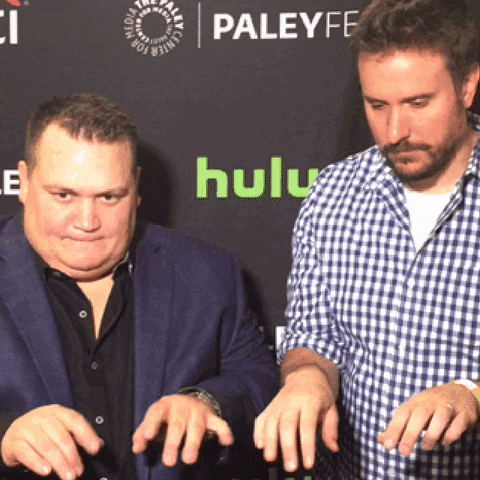 THE PALEY CENTER FOR MEDIA
PALEYFE
hulu